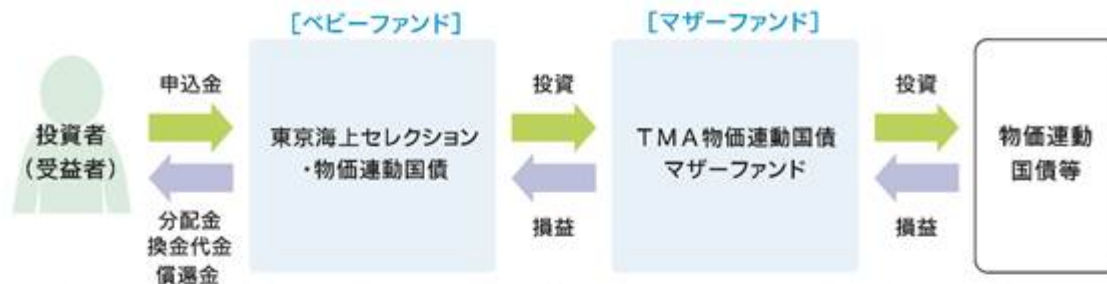 [ベビーファンド]
[マザーファンド]
申込金
投資
投資
投資者
(受益者)
東京海上セレクション
・物価連動国債
TMA物価連動国債
マザーファンド
物価連動
国債等
分配金
換金代金
償還金
損益
損益